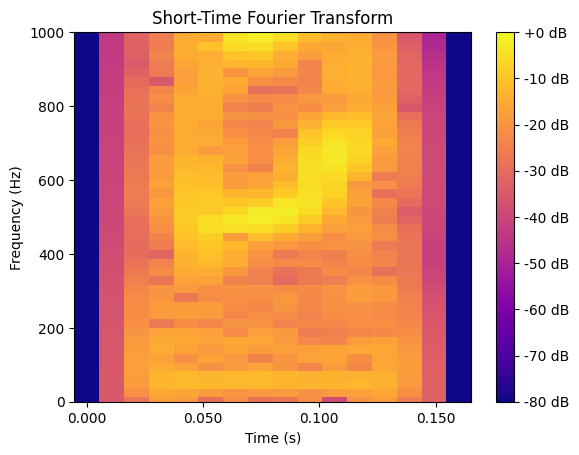 Short-Time Fourier Transform
1000
800
600
400
200
0
Frequency (Hz)
0.000
0.050
0.100
0.150
Time (s)
+0 dB
-10 dB
-20 dB
-30 dB
-40 dB
-50 dB
-60 dB
-70 dB
-80 dB